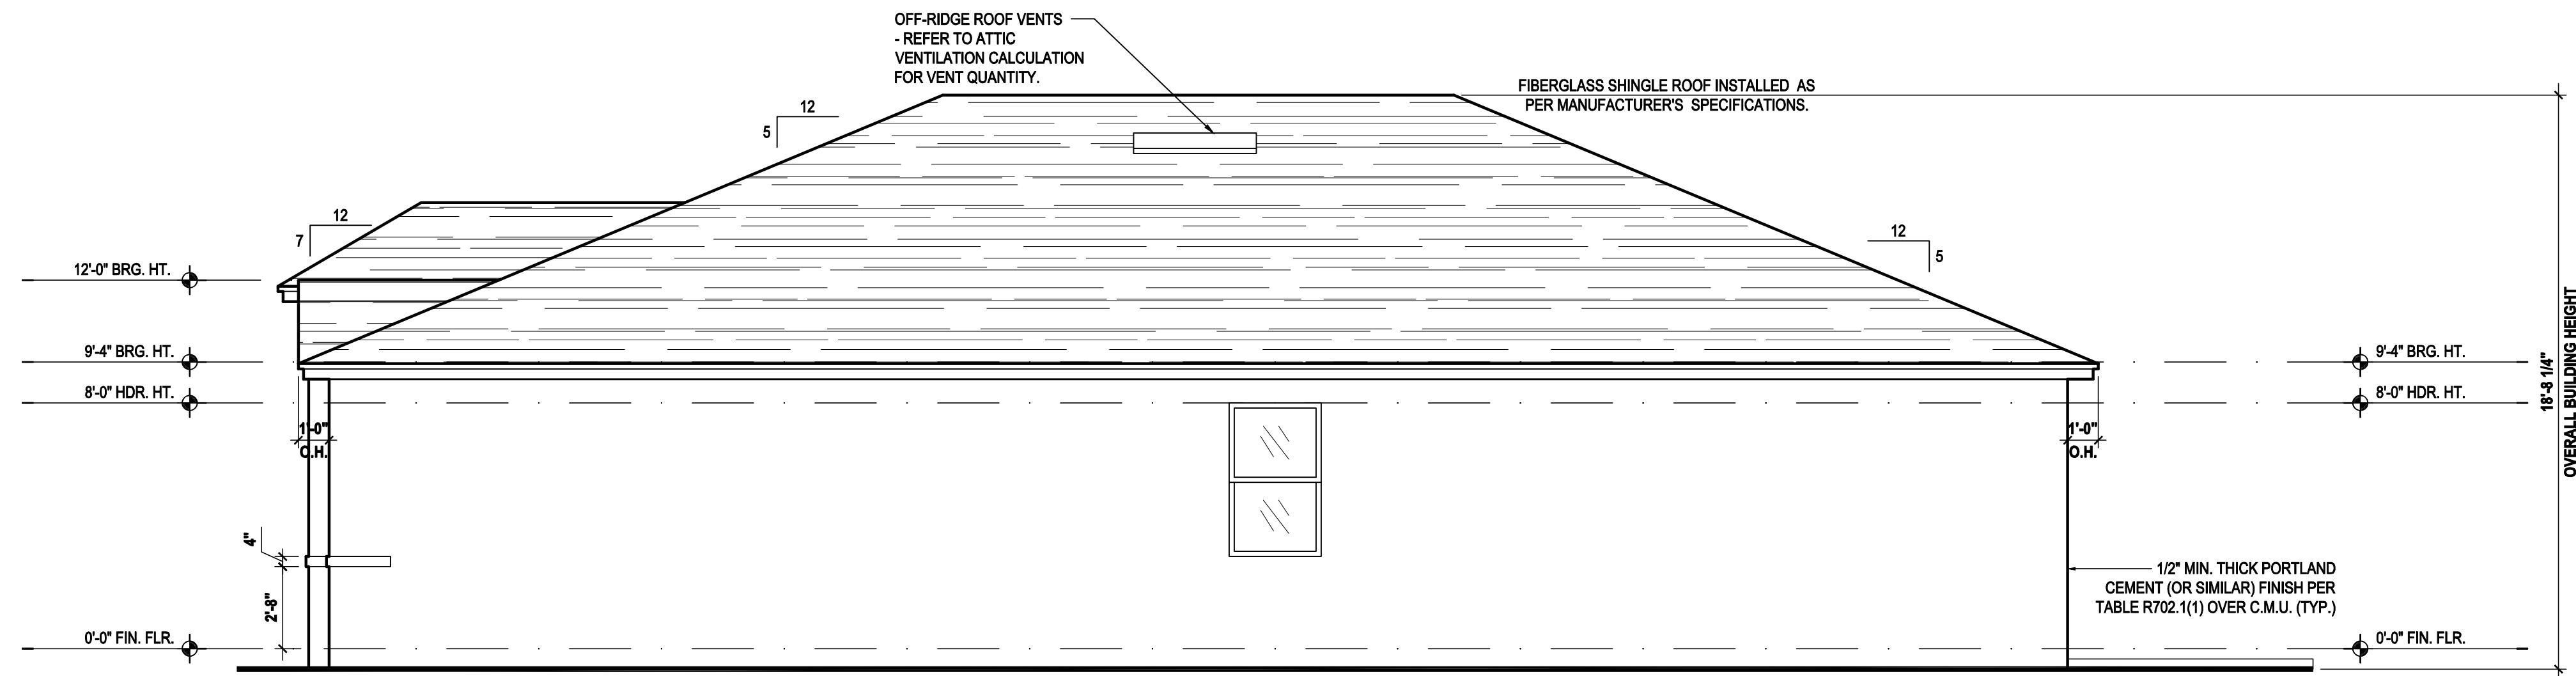 OFF-RIDGE ROOF VENTS
- REFER TO ATTIC
VENTILATION CALCULATION
FOR VENT QUANTITY.
FIBERGLASS SHINGLE ROOF INSTALLED AS
PER MANUFACTURER'S SPECIFICATIONS.
12
5
12
7
12
5
12'-0" BRG. HT.
9'-4" BRG. HT.
8'-0" HDR. HT.
9'-4" BRG. HT.
8'-0" HDR. HT.
18'-8 1/4"
OVERALL BUILDING HEIGHT
1'-0"
O.H.
1'-0"
O.H.
4"
2'-8"
1/2" MIN. THICK PORTLAND
CEMENT (OR SIMILAR) FINISH PER
TABLE R702.1(1) OVER C.M.U. (TYP.)
0'-0" FIN. FLR.
0'-0" FIN. FLR.